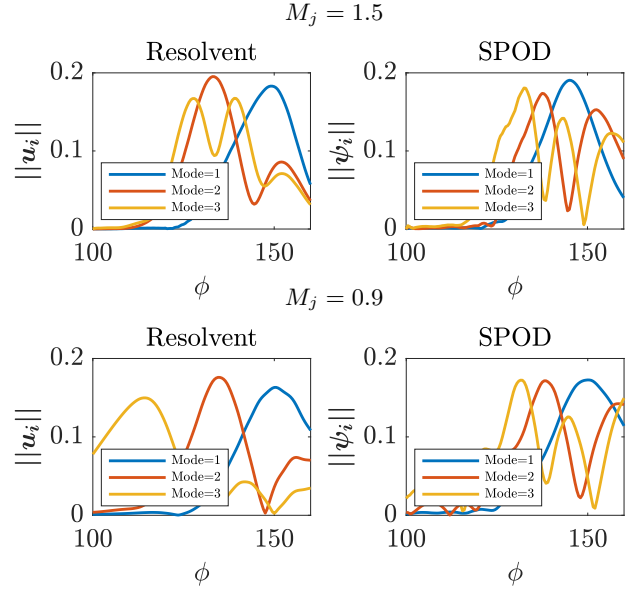 M_j = 1.5
Resolvent
SPOD
0.2
0.1
0
||u_i||
Mode=1
Mode=2
Mode=3
100
150
ϕ
0.2
0.1
0
||ψ_i||
Mode=1
Mode=2
Mode=3
100
150
ϕ
M_j = 0.9
Resolvent
SPOD
0.2
0.1
0
||u_i||
Mode=1
Mode=2
Mode=3
100
150
ϕ
0.2
0.1
0
||ψ_i||
Mode=1
Mode=2
Mode=3
100
150
ϕ